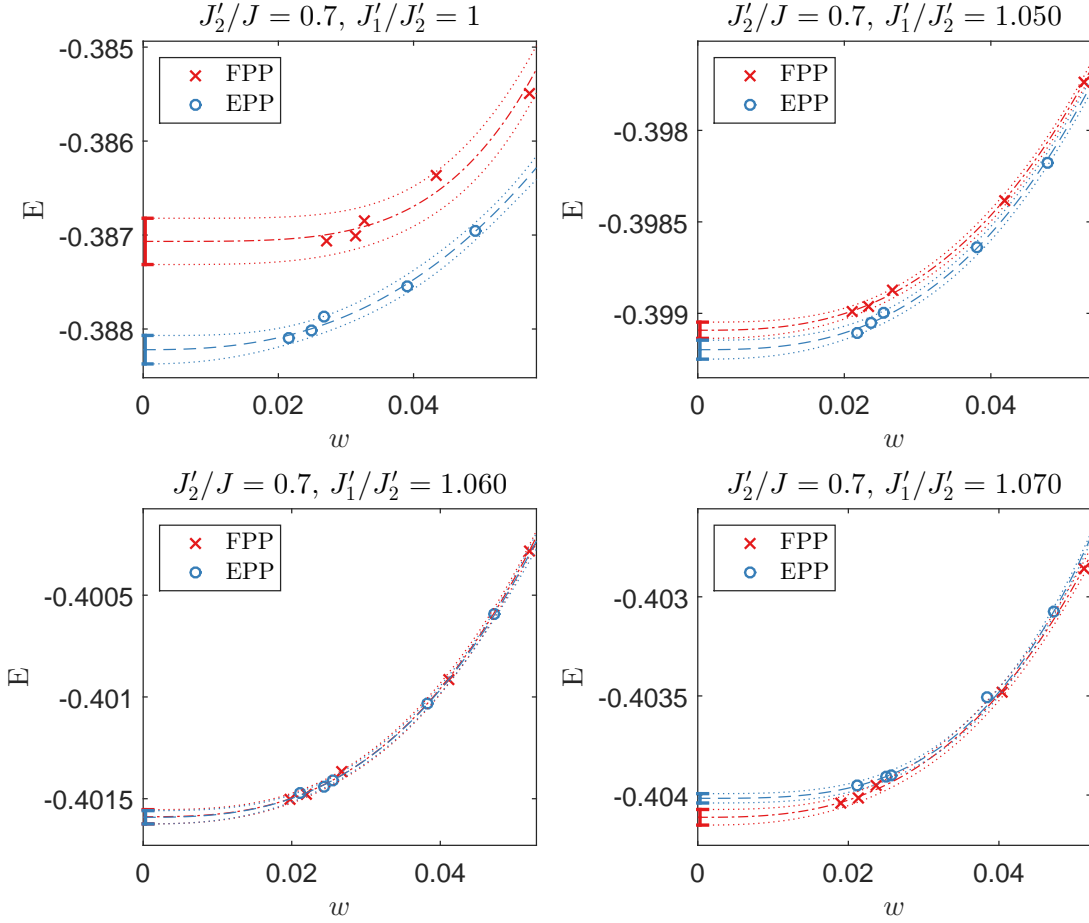 J′₂/J = 0.7, J′₁/J′₂ = 1
-0.385
-0.386
-0.387
-0.388
E
FPP
EPP
0 0.02 0.04
w
J′₂/J = 0.7, J′₁/J′₂ = 1.050
-0.398
-0.3985
-0.399
E
FPP
EPP
0 0.02 0.04
w
J′₂/J = 0.7, J′₁/J′₂ = 1.060
-0.4005
-0.401
-0.4015
E
FPP
EPP
0 0.02 0.04
w
J′₂/J = 0.7, J′₁/J′₂ = 1.070
-0.403
-0.4035
-0.404
E
FPP
EPP
0 0.02 0.04
w